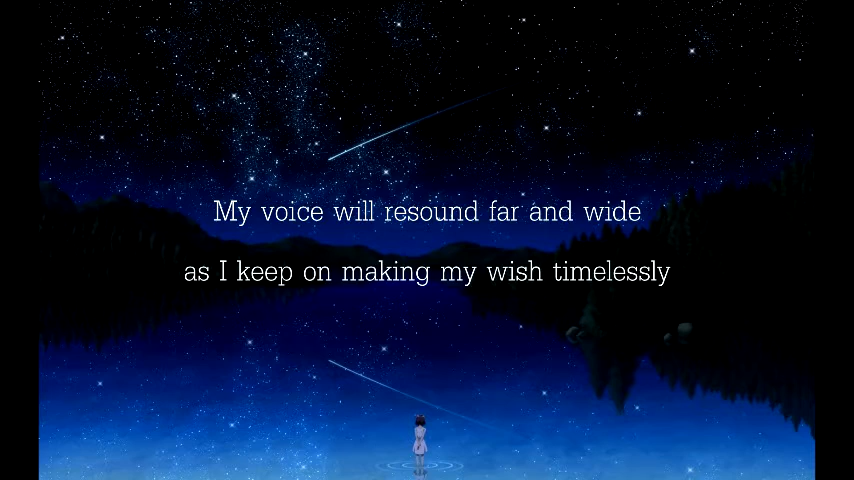 My voice will resound far and wide
as I keep on making my wish timelessly